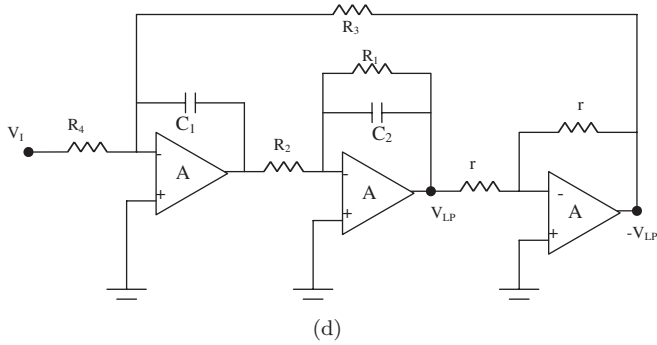 R3
R1
C1
C2
VI
R4
R2
r
r
A
-
+
A
-
+
A
-
+
VLP
-VLP
(d)